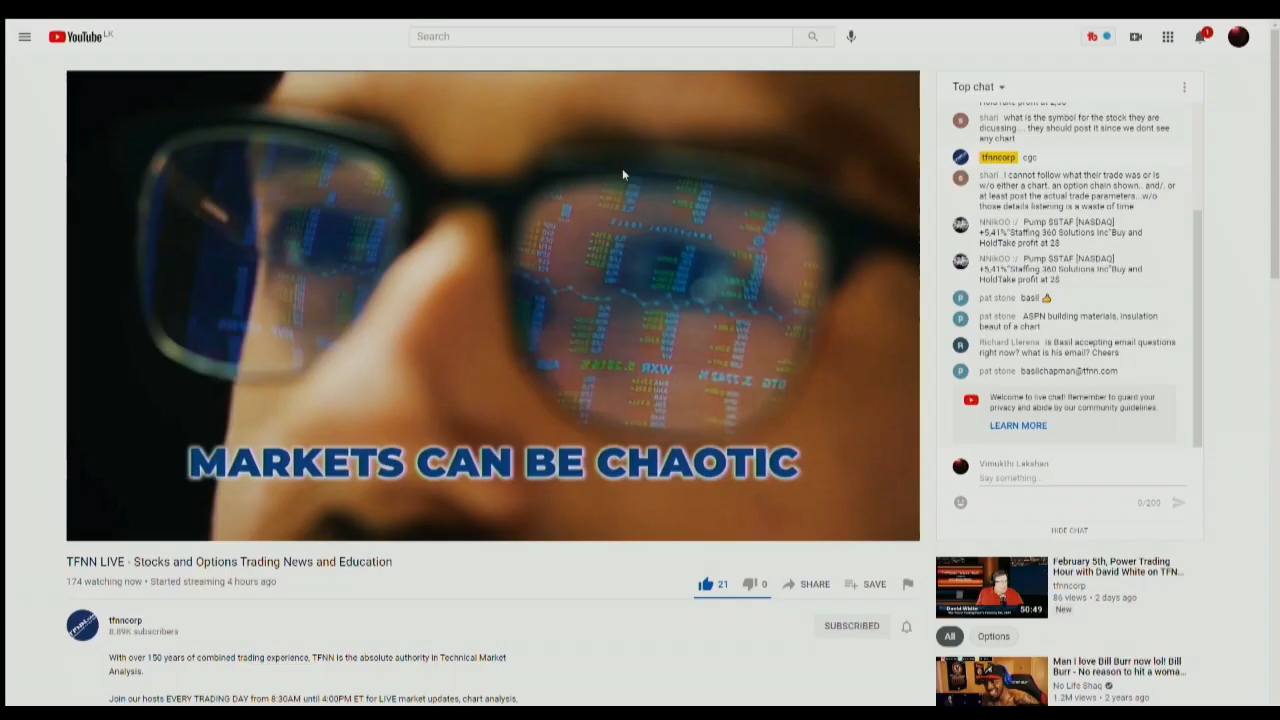 YouTube LK
Search
1
MARKETS CAN BE CHAOTIC
TFNN LIVE - Stocks and Options Trading News and Education
174 watching now • Started streaming 4 hours ago
21 0 SHARE SAVE
tfnncorp
8.89K subscribers
SUBSCRIBED
With over 150 years of combined trading experience, TFNN is the absolute authority in Technical Market
Analysis.
Join our hosts EVERY TRADING DAY from 8:30AM until 4:00PM ET for LIVE market updates, chart analysis,
Top chat
shari what is the symbol for the stock they are
dicussing.... they should post it since we dont see
any chart
tfnncorp cgc
shari I cannot follow what their trade was or is
w/o either a chart. an option chain shown.. and/. or
at least post the actual trade parameters...w/o
those details listening is a waste of time
NNikOO :/ Pump $STAF [NASDAQ]
+5,41%"Staffing 360 Solutions Inc"Buy and
HoldTake profit at 2$
NNikOO :/ Pump $STAF [NASDAQ]
+5,41%"Staffing 360 Solutions Inc"Buy and
HoldTake profit at 2$
pat stone basil 👍
pat stone ASPN building materials, insulation
beaut of a chart
Richard Llerena is Basil accepting email questions
right now? what is his email? Cheers
pat stone basilchapman@tfnn.com
Welcome to live chat! Remember to guard your
privacy and abide by our community guidelines.
LEARN MORE
Vimukthi Lakshan
Say something...
0/200
HIDE CHAT
February 5th, Power Trading
Hour with David White on TFN...
tfnncorp
86 views • 2 days ago
New
David White
50:49
All Options
Man I love Bill Burr now lol! Bill
Burr - No reason to hit a woma...
No Life Shaq
1.2M views • 2 years ago